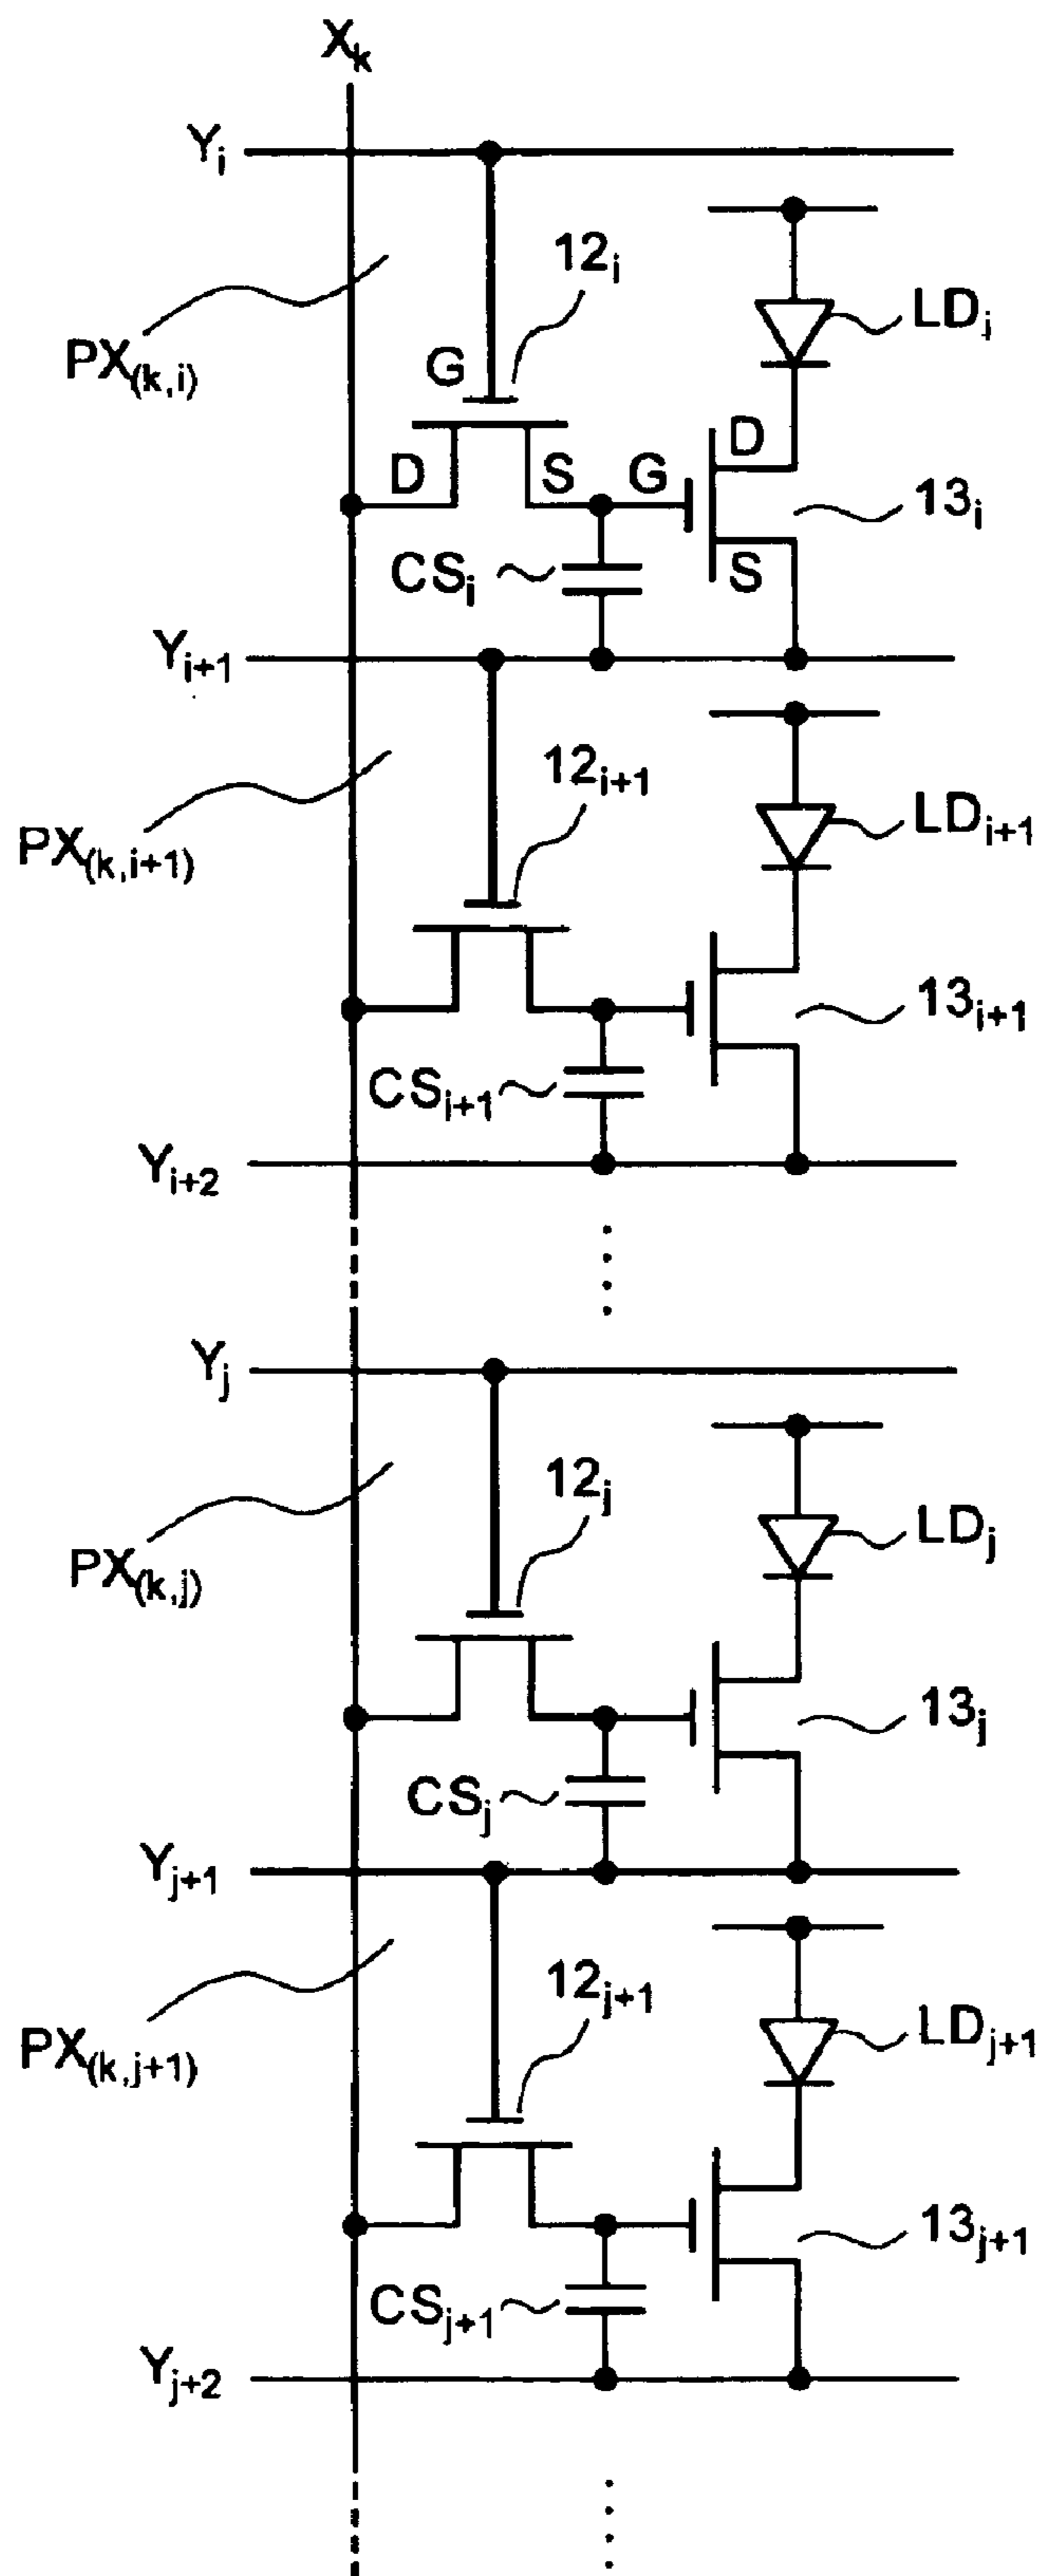 Xk
Yi
12i
LDi
PX(k,i)
G
D
D S G
13i
CSi
S
Yi+1
12i+1
LDi+1
PX(k,i+1)
13i+1
CSi+1
Yi+2
Yj
12j
LDj
PX(k,j)
13j
CSj
Yj+1
12j+1
LDj+1
PX(k,j+1)
13j+1
CSj+1
Yj+2